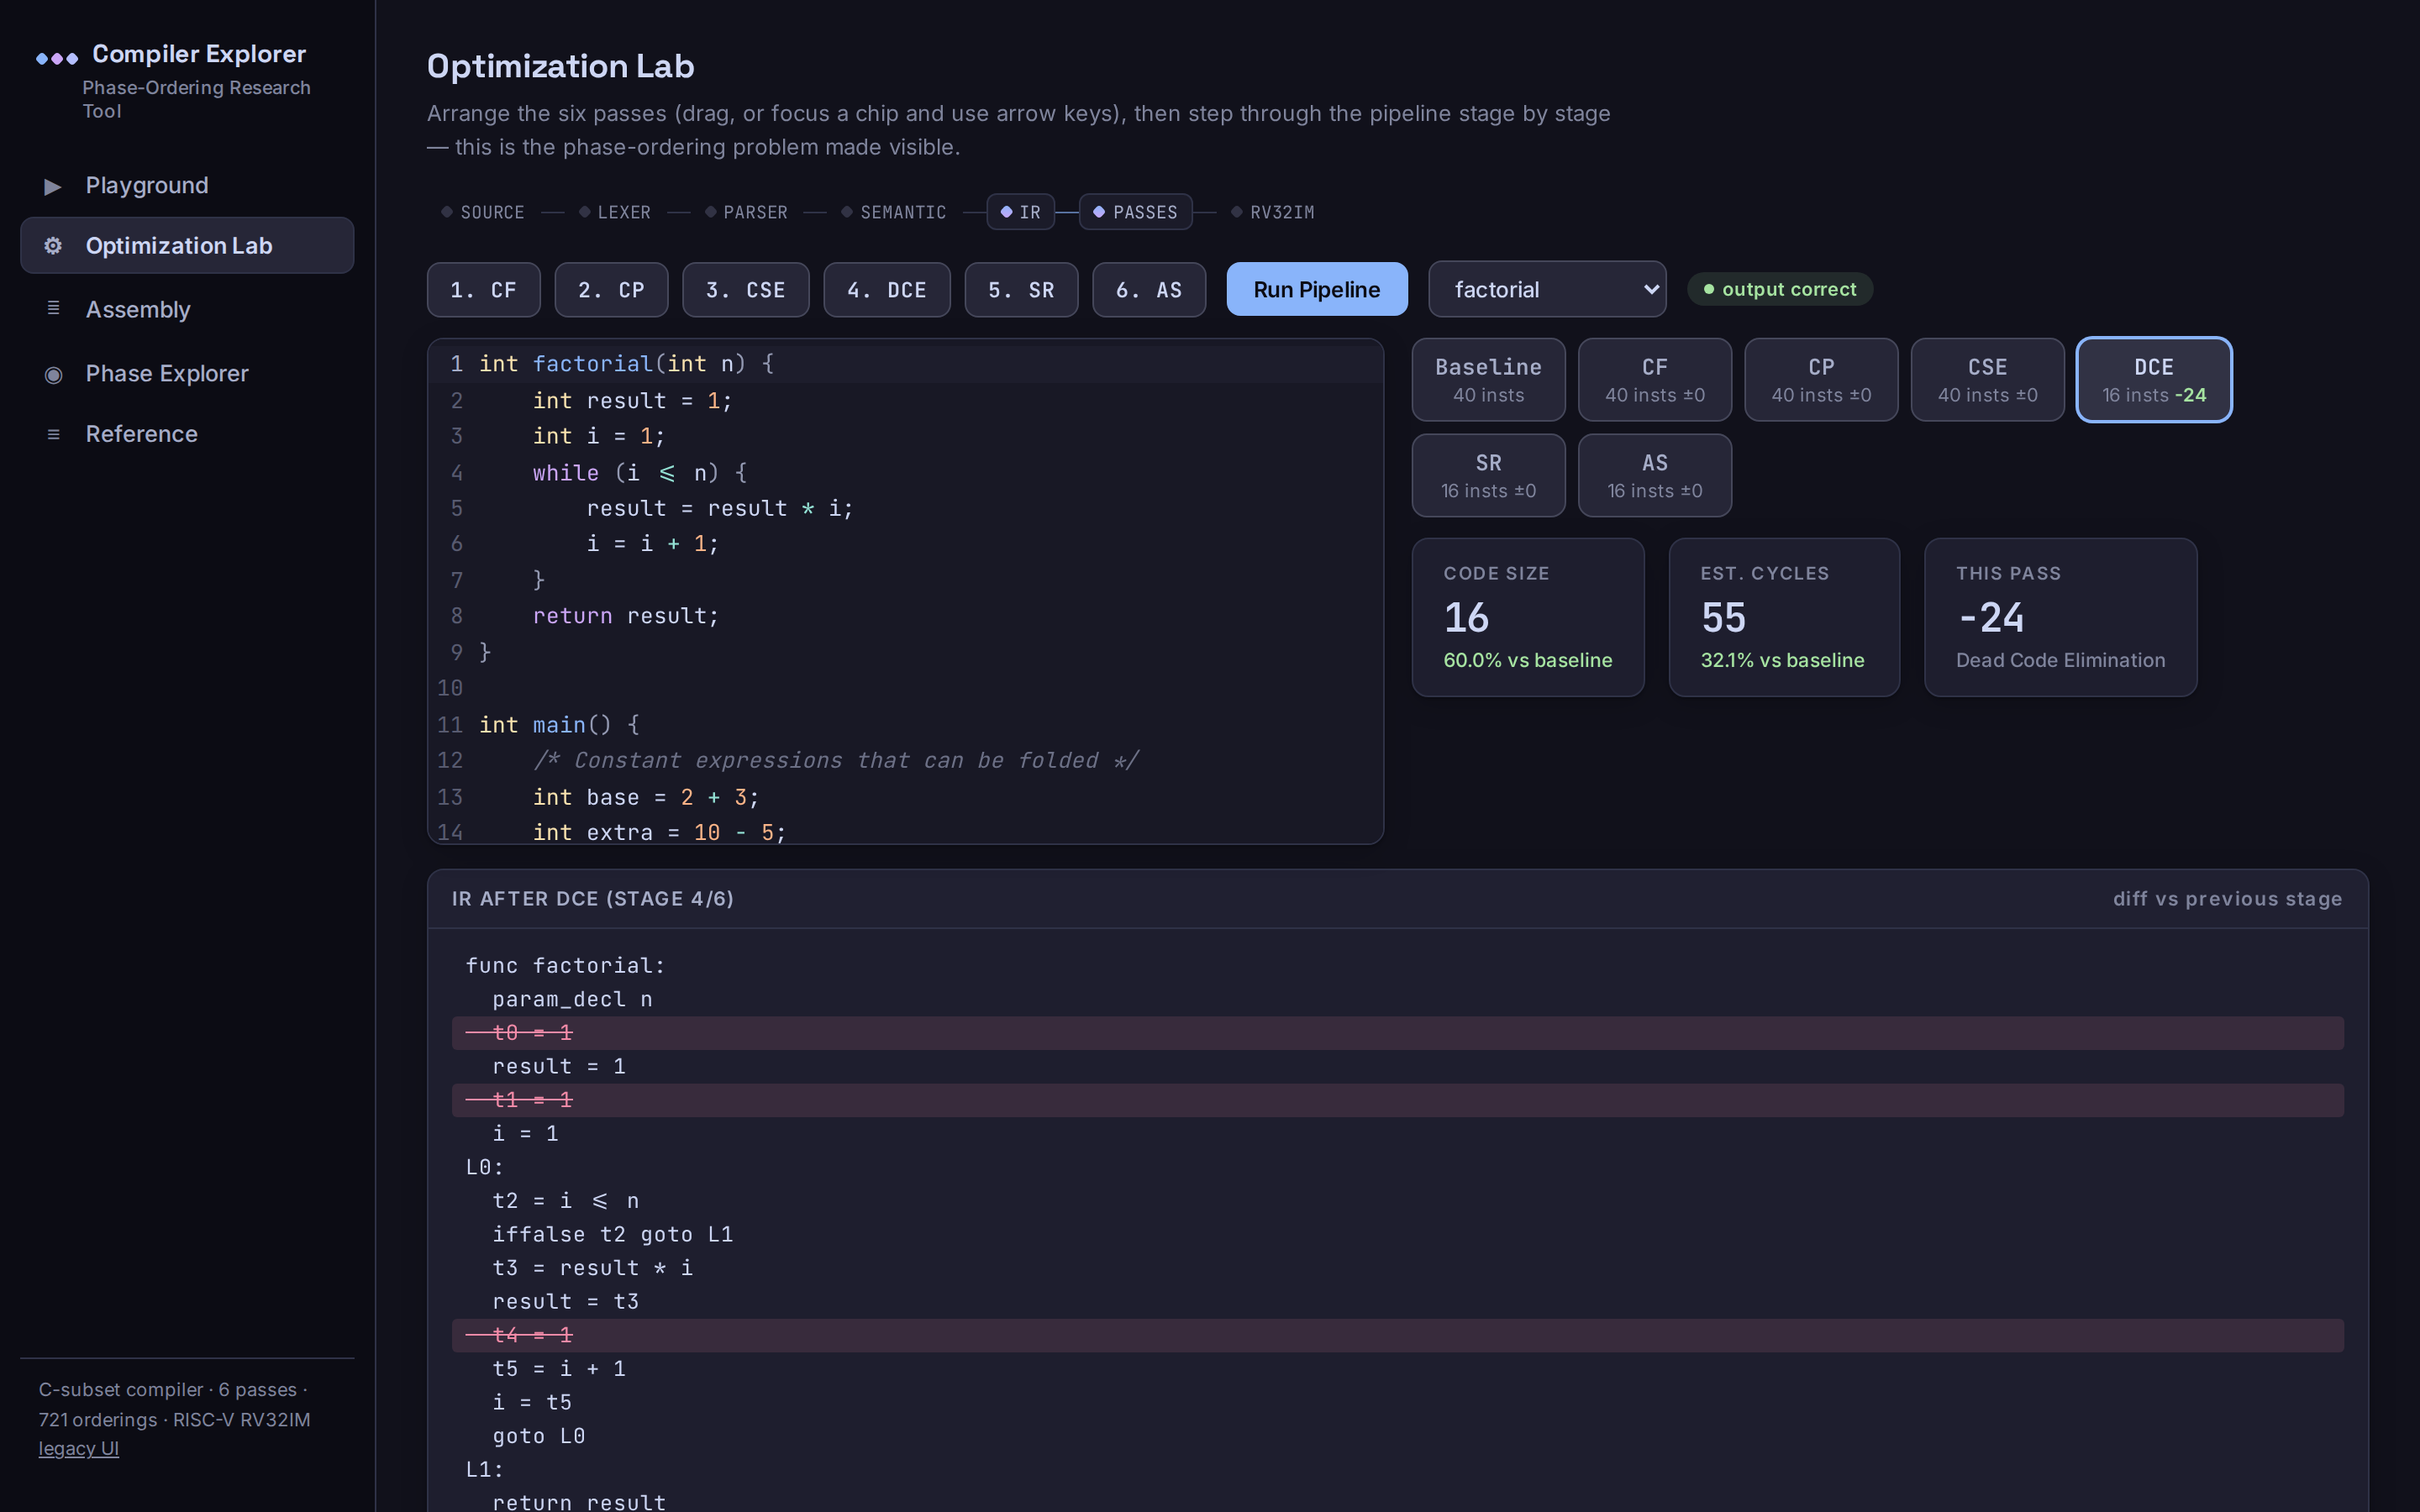 Compiler Explorer
Phase-Ordering Research
Tool
Playground
Optimization Lab
Assembly
Phase Explorer
Reference
C-subset compiler · 6 passes ·
721 orderings · RISC-V RV32IM
legacy UI
Optimization Lab
Arrange the six passes (drag, or focus a chip and use arrow keys), then step through the pipeline stage by stage
— this is the phase-ordering problem made visible.
SOURCE LEXER PARSER SEMANTIC IR PASSES RV32IM
1. CF 2. CP 3. CSE 4. DCE 5. SR 6. AS Run Pipeline factorial output correct
1 int factorial(int n) {
2     int result = 1;
3     int i = 1;
4     while (i <= n) {
5         result = result * i;
6         i = i + 1;
7     }
8     return result;
9 }
10
11 int main() {
12     /* Constant expressions that can be folded */
13     int base = 2 + 3;
14     int extra = 10 - 5;
Baseline CF CP CSE DCE
40 insts 40 insts ±0 40 insts ±0 40 insts ±0 16 insts -24
SR AS
16 insts ±0 16 insts ±0
CODE SIZE EST. CYCLES THIS PASS
16 55 -24
60.0% vs baseline 32.1% vs baseline Dead Code Elimination
IR AFTER DCE (STAGE 4/6) diff vs previous stage
func factorial:
  param_decl n
  t0 = 1
  result = 1
  t1 = 1
  i = 1
L0:
  t2 = i <= n
  iffalse t2 goto L1
  t3 = result * i
  result = t3
  t4 = 1
  t5 = i + 1
  i = t5
  goto L0
L1:
  return result